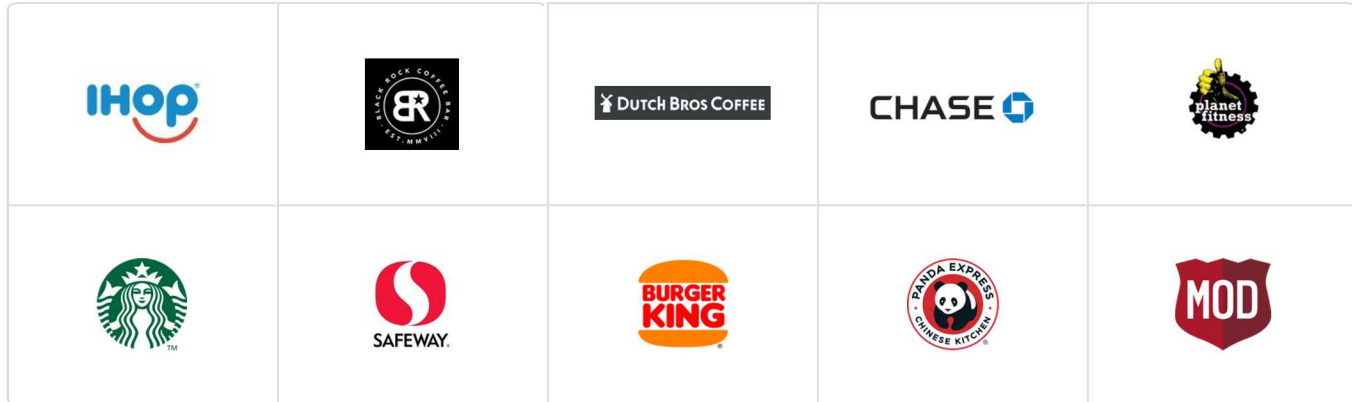 IHOP
BLACK ROCK COFFEE BAR
BR
· EST. MMVIII ·
DUTCH BROS COFFEE
CHASE
planet
fitness
TM
SAFEWAY.
BURGER
KING
®
PANDA EXPRESS
CHINESE KITCHEN
®
MOD